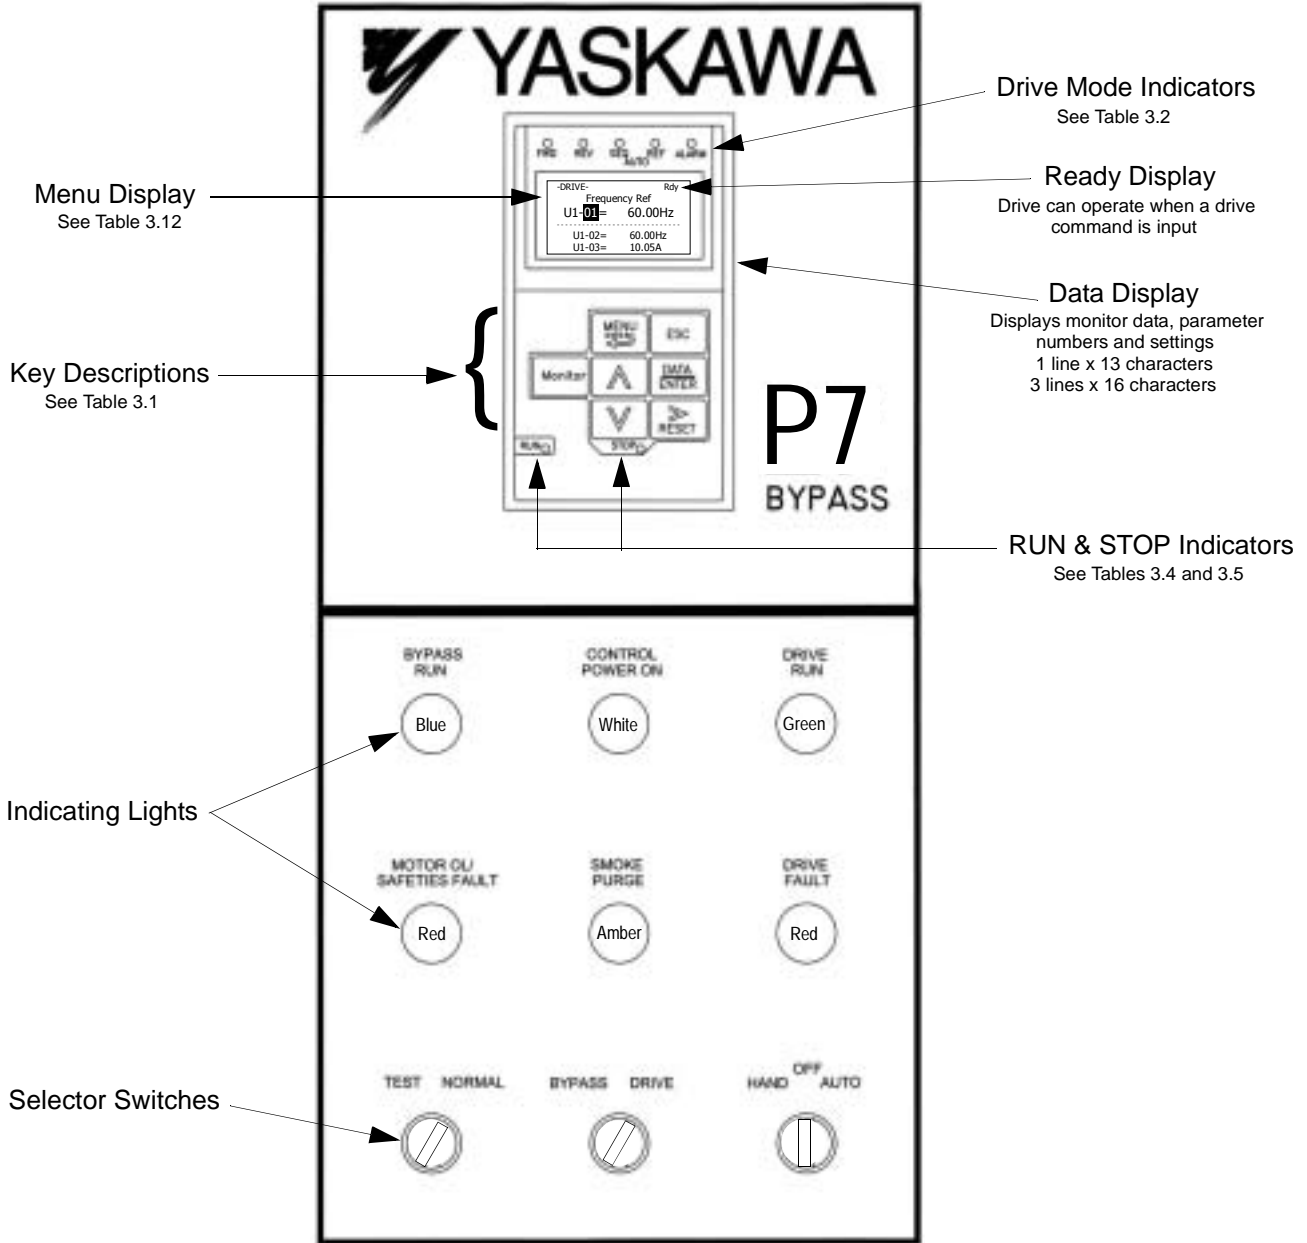 YASKAWA
Drive Mode Indicators
See Table 3.2
FWD REV SEQ REF ALARM
AUTO
Menu Display
See Table 3.12
-DRIVE- Rdy
Frequency Ref
U1-01= 60.00Hz
U1-02= 60.00Hz
U1-03= 10.05A
Ready Display
Drive can operate when a drive
command is input
Data Display
Displays monitor data, parameter
numbers and settings
1 line x 13 characters
3 lines x 16 characters
Key Descriptions
See Table 3.1
MENU
ESC
Monitor
DATA
ENTER
RESET
RUN
STOP
P7
BYPASS
RUN & STOP Indicators
See Tables 3.4 and 3.5
BYPASS
RUN
CONTROL
POWER ON
DRIVE
RUN
Blue
White
Green
Indicating Lights
MOTOR OL/
SAFETIES FAULT
SMOKE
PURGE
DRIVE
FAULT
Red
Amber
Red
Selector Switches
TEST NORMAL
BYPASS DRIVE
HAND OFF AUTO